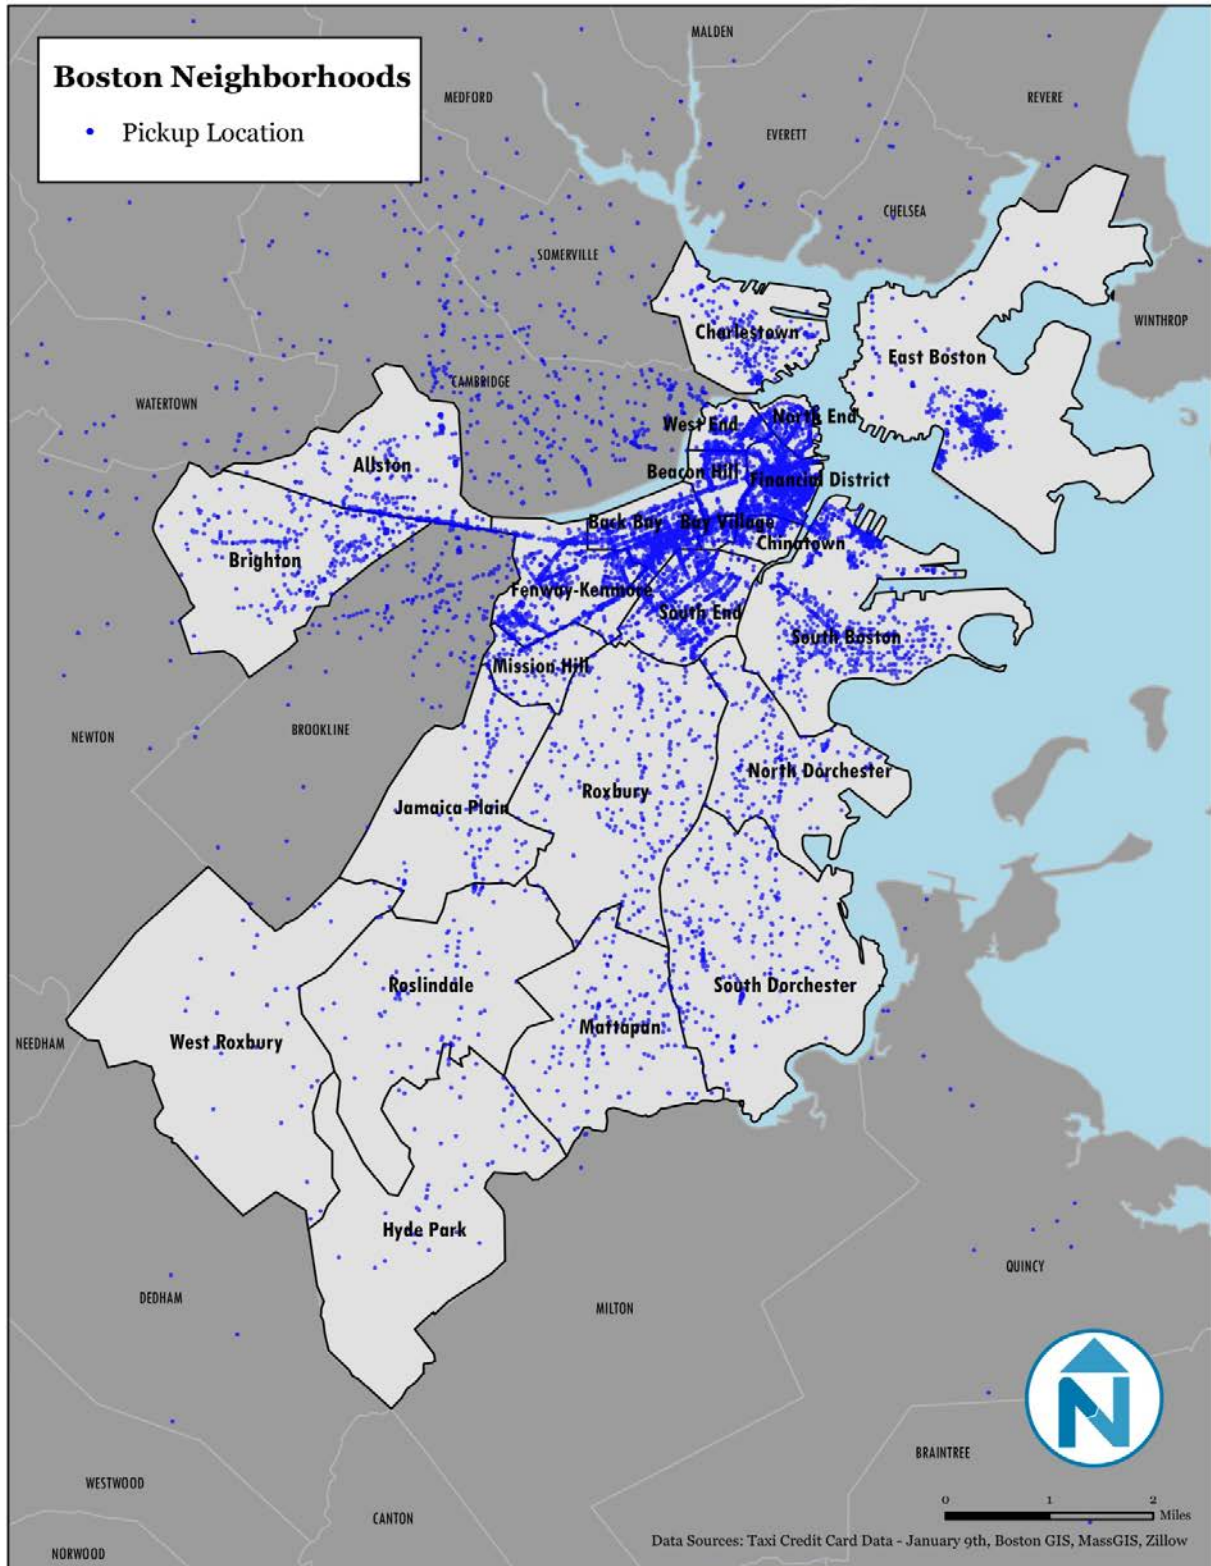 Boston Neighborhoods
Pickup Location
MALDEN
MEDFORD
REVERE
EVERETT
CHELSEA
SOMERVILLE
WINTHROP
Charlestown
East Boston
CAMBRIDGE
WATERTOWN
North End
West End
Allston
Beacon Hill
Financial District
Back Bay
Bay Village
Chinatown
Brighton
Fenway-Kenmore
South End
South Boston
Mission Hill
BROOKLINE
NEWTON
North Dorchester
Roxbury
Jamaica Plain
Roslindale
South Dorchester
Mattapan
NEEDHAM
West Roxbury
Hyde Park
QUINCY
DEDHAM
MILTON
N
BRAINTREE
WESTWOOD
0 1 2
Miles
CANTON
Data Sources: Taxi Credit Card Data - January 9th, Boston GIS, MassGIS, Zillow
NORWOOD